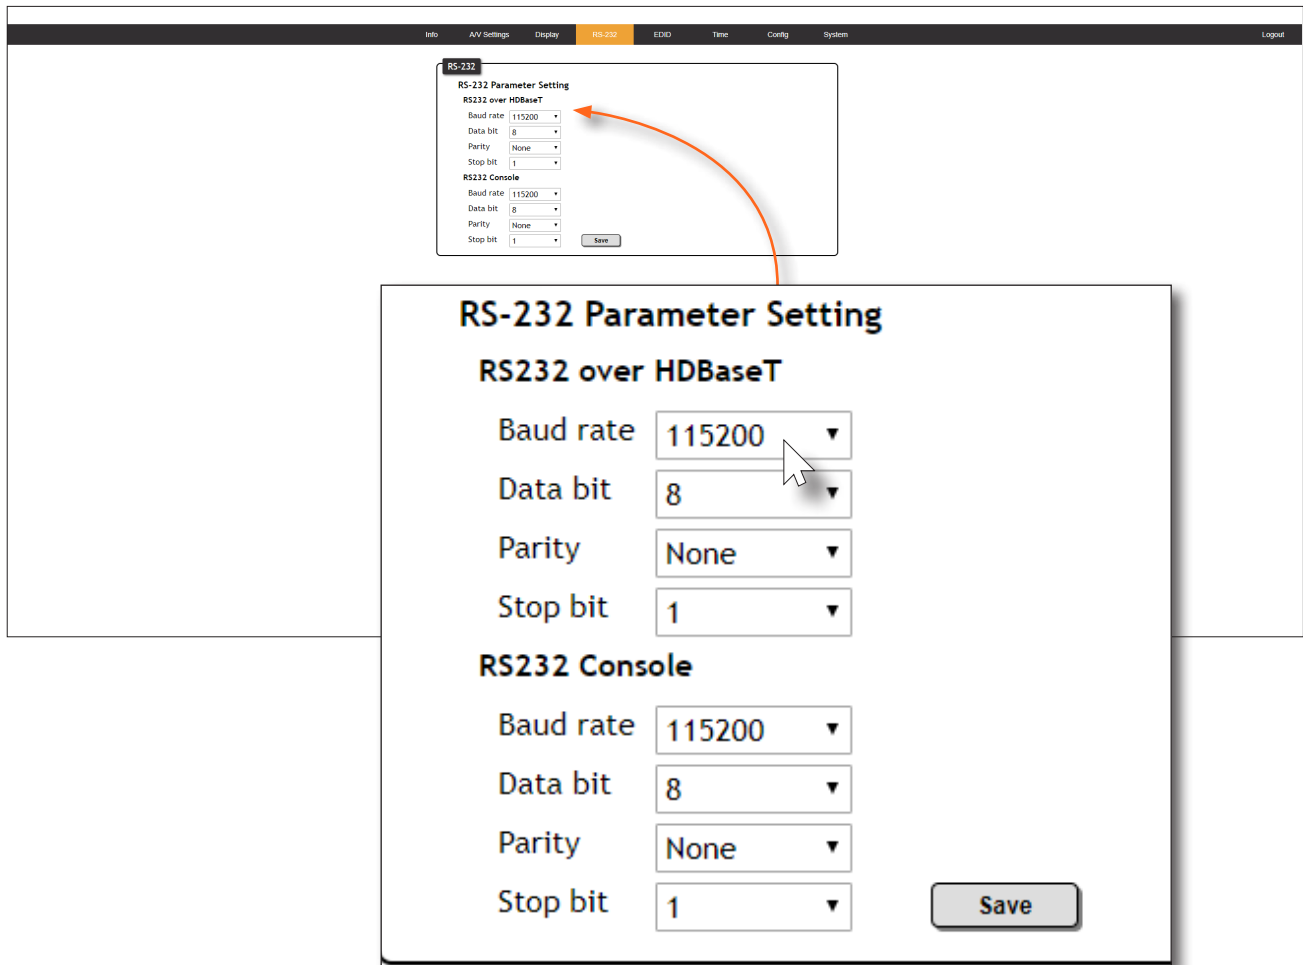 Info A/V Settings Display RS-232 EDID Time Config System Logout
RS-232
RS-232 Parameter Setting
RS232 over HDBaseT
Baud rate 115200
Data bit 8
Parity None
Stop bit 1
RS232 Console
Baud rate 115200
Data bit 8
Parity None
Stop bit 1 Save
RS-232 Parameter Setting
RS232 over HDBaseT
Baud rate 115200
Data bit 8
Parity None
Stop bit 1
RS232 Console
Baud rate 115200
Data bit 8
Parity None
Stop bit 1 Save